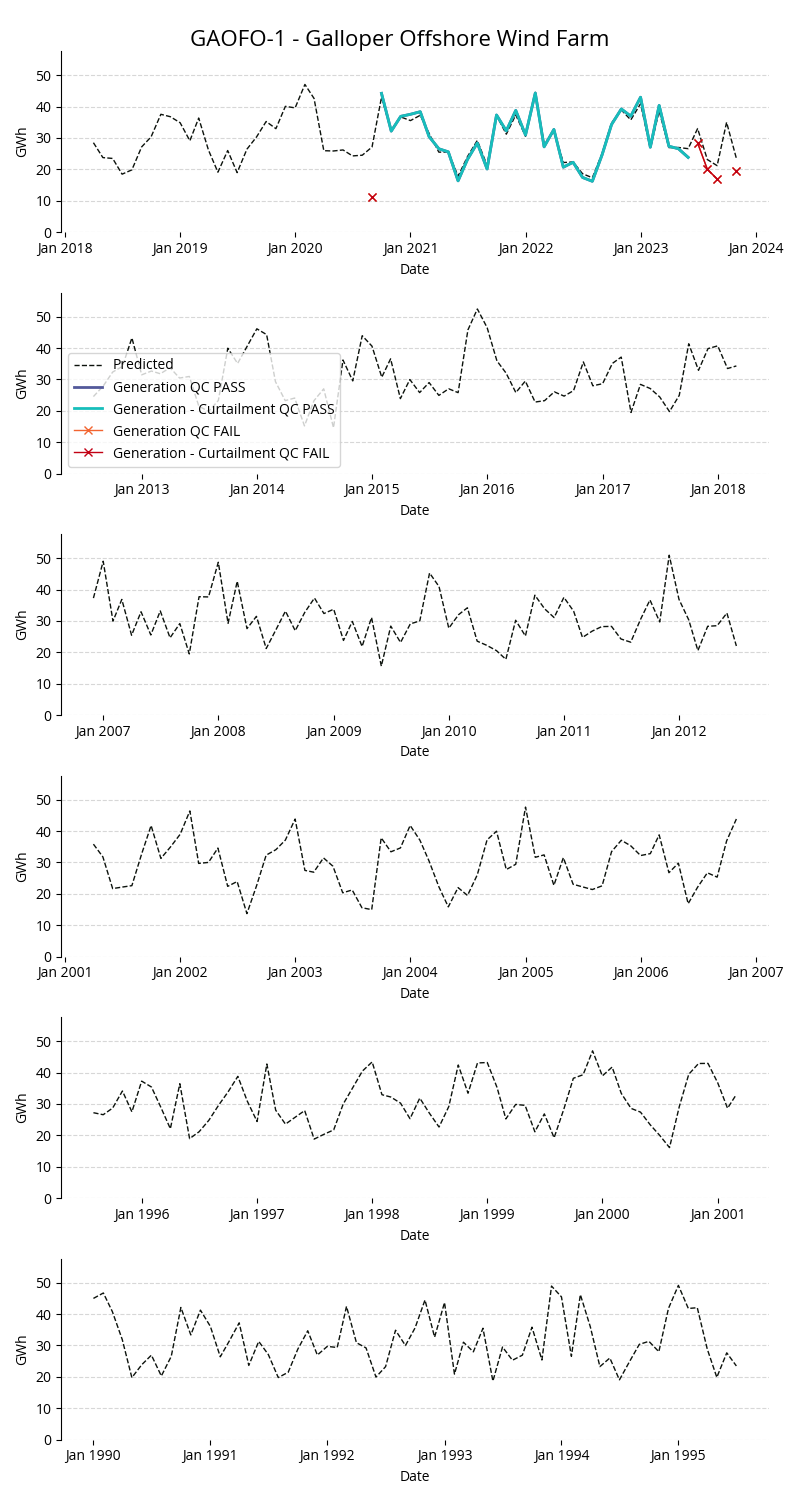 GAOFO-1 - Galloper Offshore Wind Farm
50
40
30
20
10
0
GWh
Jan 2018 Jan 2019 Jan 2020 Jan 2021 Jan 2022 Jan 2023 Jan 2024
Date
50
40
30
20
10
0
GWh
Predicted
Generation QC PASS
Generation - Curtailment QC PASS
Generation QC FAIL
Generation - Curtailment QC FAIL
Jan 2013 Jan 2014 Jan 2015 Jan 2016 Jan 2017 Jan 2018
Date
50
40
30
20
10
0
GWh
Jan 2007 Jan 2008 Jan 2009 Jan 2010 Jan 2011 Jan 2012
Date
50
40
30
20
10
0
GWh
Jan 2001 Jan 2002 Jan 2003 Jan 2004 Jan 2005 Jan 2006 Jan 2007
Date
50
40
30
20
10
0
GWh
Jan 1996 Jan 1997 Jan 1998 Jan 1999 Jan 2000 Jan 2001
Date
50
40
30
20
10
0
GWh
Jan 1990 Jan 1991 Jan 1992 Jan 1993 Jan 1994 Jan 1995
Date